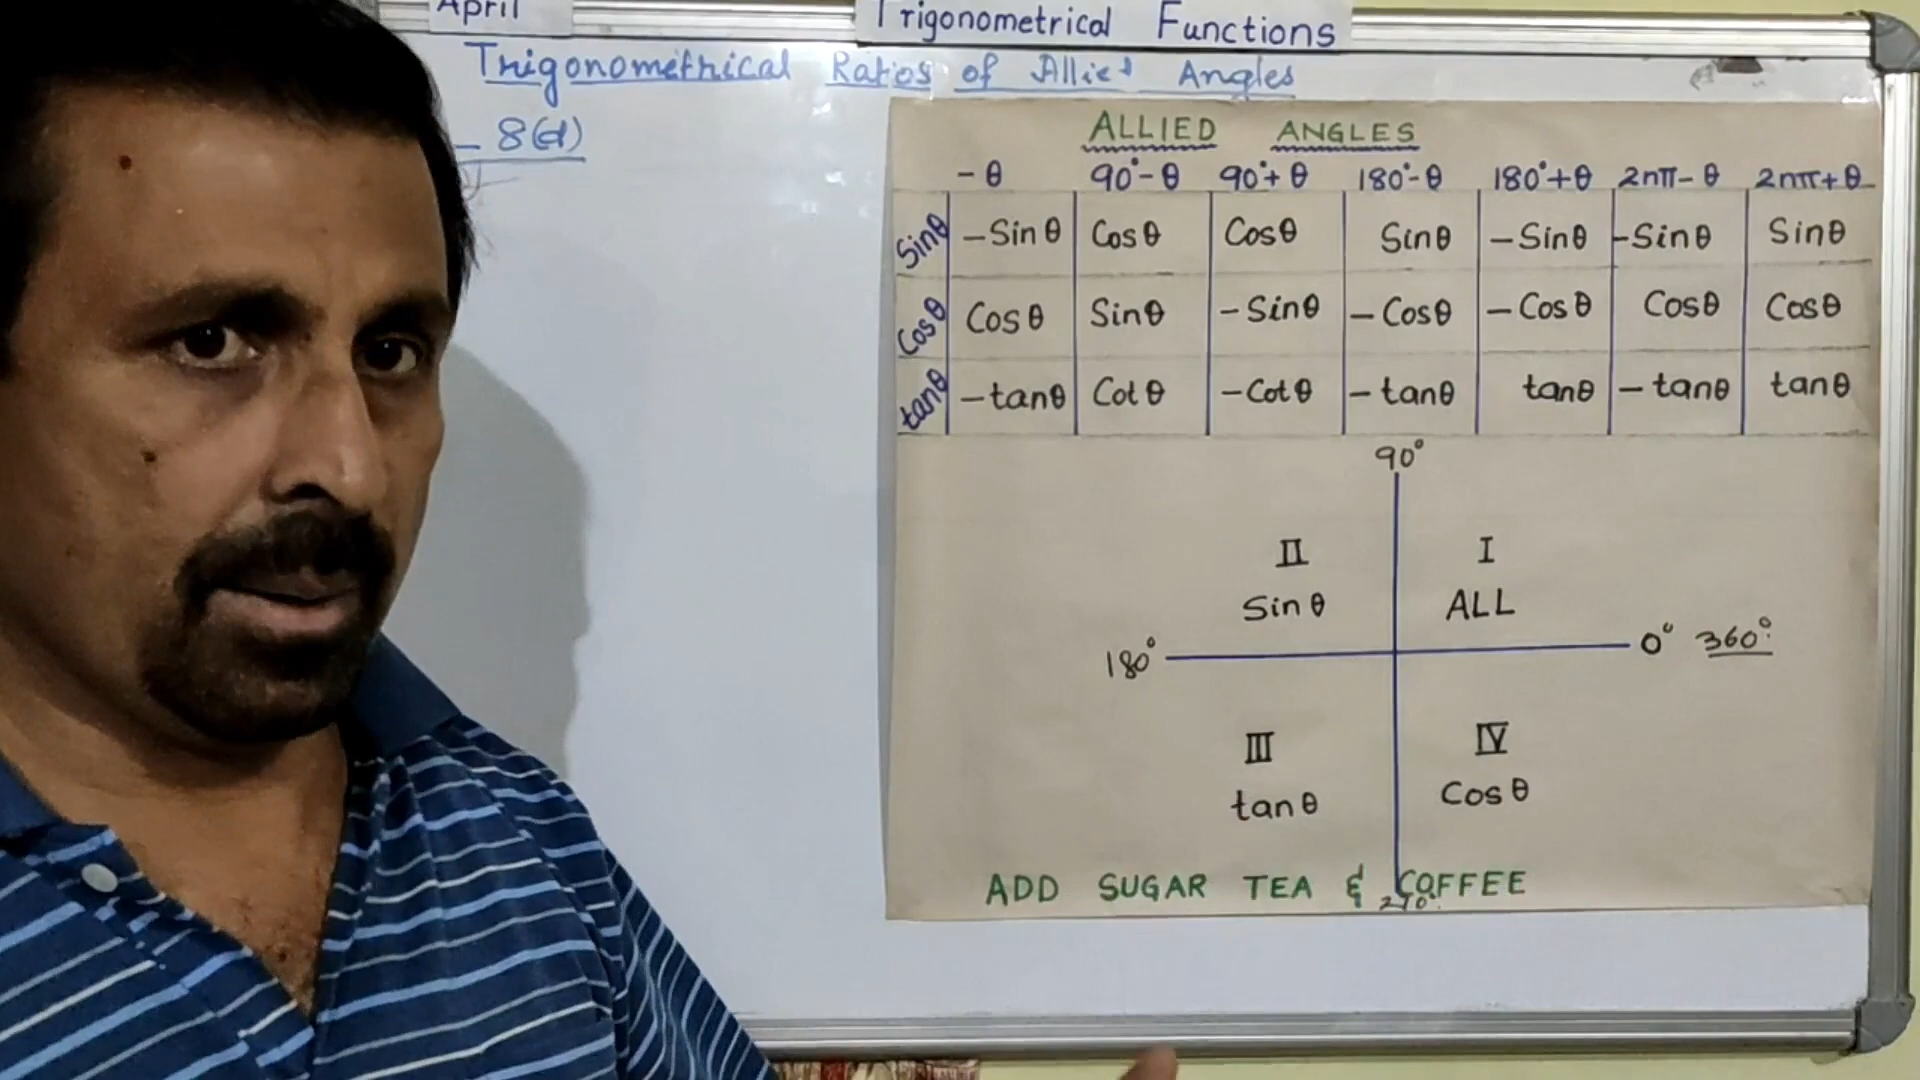 April
Trigonometrical Functions
Trigonometrical Ratios of Allied Angles
8(d)
ALLIED ANGLES
-θ 90°-θ 90°+θ 180°-θ 180°+θ 2nπ-θ 2nπ+θ
Sinθ -Sinθ Cosθ Cosθ Sinθ -Sinθ -Sinθ Sinθ
Cosθ Cosθ Sinθ -Sinθ -Cosθ -Cosθ Cosθ Cosθ
tanθ -tanθ Cotθ -Cotθ -tanθ tanθ -tanθ tanθ
90°
II I
Sinθ ALL
180° 0° 360°
III IV
tanθ Cosθ
ADD SUGAR TEA & COFFEE
270°